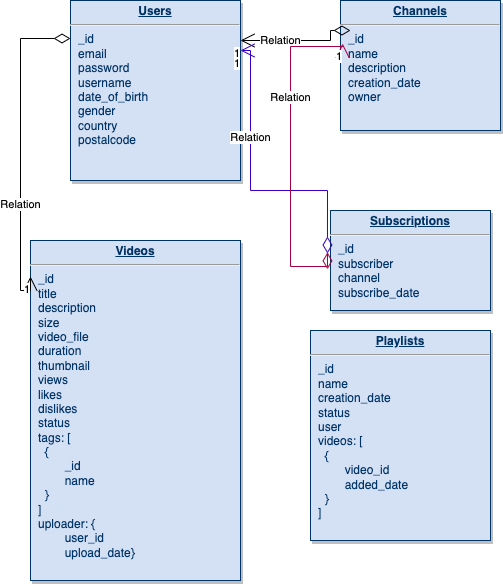 Users
_id
email
password
username
date_of_birth
gender
country
postalcode
Channels
_id
name
description
creation_date
owner
Relation
1
1
1
Relation
Relation
Relation
1
Subscriptions
_id
subscriber
channel
subscribe_date
Videos
_id
title
description
size
video_file
duration
thumbnail
views
likes
dislikes
status
tags: [
{
_id
name
}
]
uploader: {
user_id
upload_date}
Playlists
_id
name
creation_date
status
user
videos: [
{
video_id
added_date
}
]